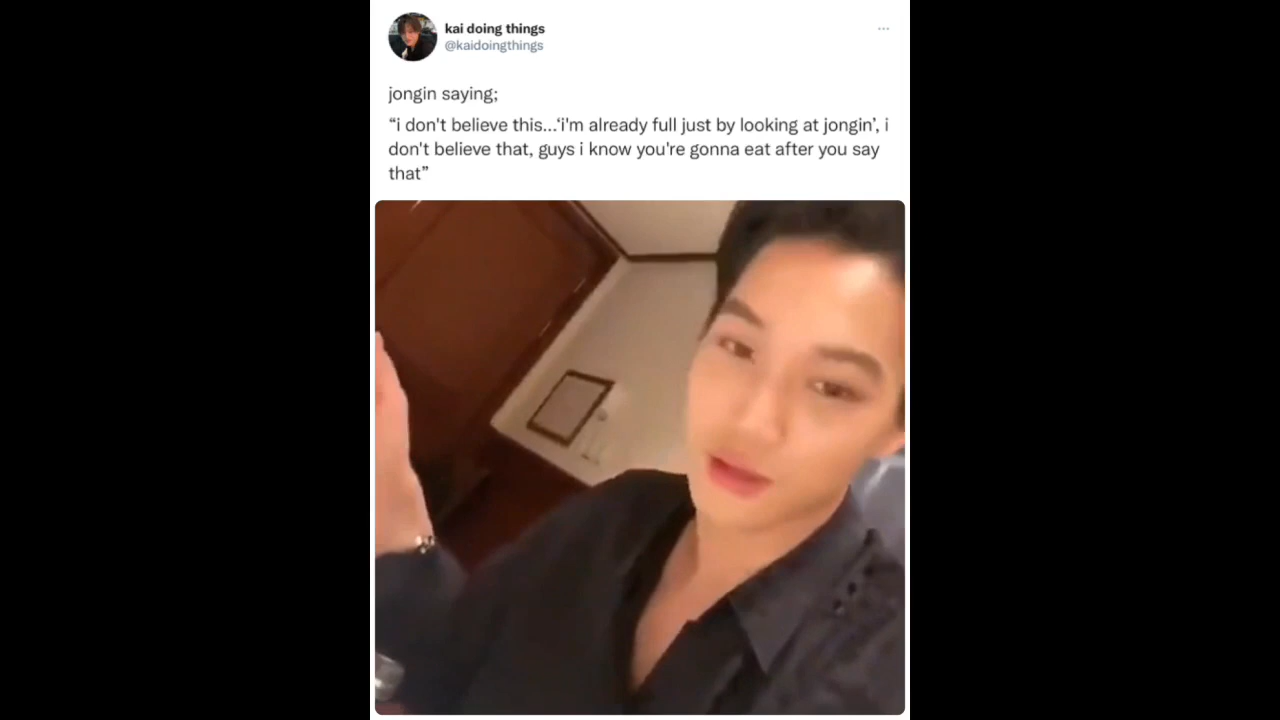 kai doing things
@kaidoingthings
jongin saying;
“i don't believe this...‘i'm already full just by looking at jongin’, i
don't believe that, guys i know you're gonna eat after you say
that”